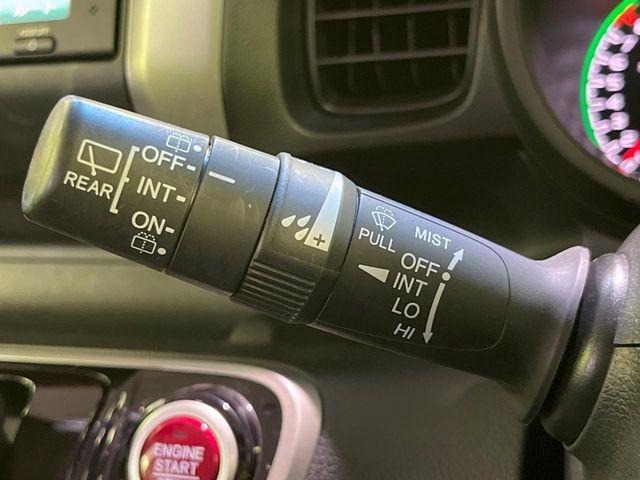 REAR
OFF
INT
ON
PULL
MIST
OFF
INT
LO
HI
ENGINE
START